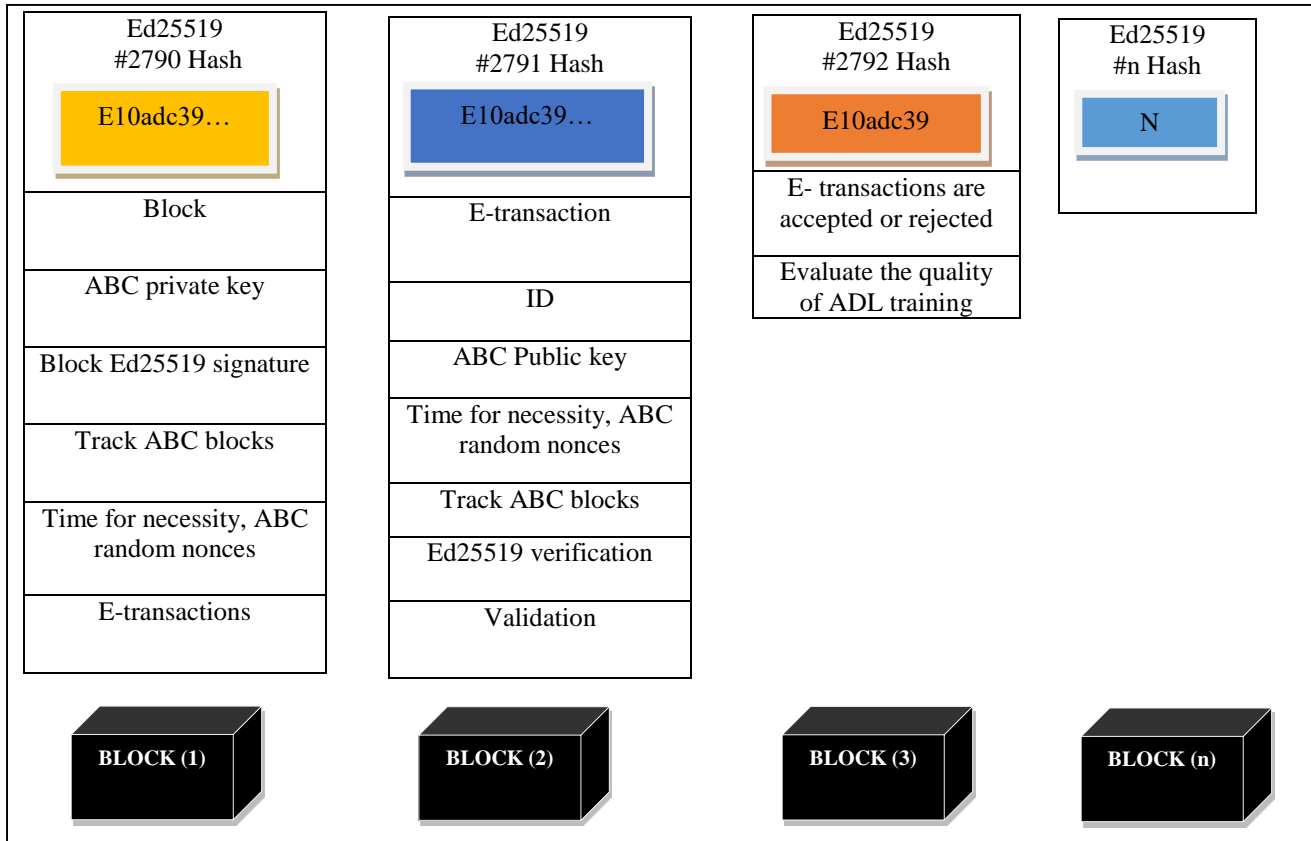 Ed25519
#2790 Hash
E10adc39…
Block
ABC private key
Block Ed25519 signature
Track ABC blocks
Time for necessity, ABC
random nonces
E-transactions
BLOCK (1)
Ed25519
#2791 Hash
E10adc39…
E-transaction
ID
ABC Public key
Time for necessity, ABC
random nonces
Track ABC blocks
Ed25519 verification
Validation
BLOCK (2)
Ed25519
#2792 Hash
E10adc39
E- transactions are
accepted or rejected
Evaluate the quality
of ADL training
BLOCK (3)
Ed25519
#n Hash
N
BLOCK (n)